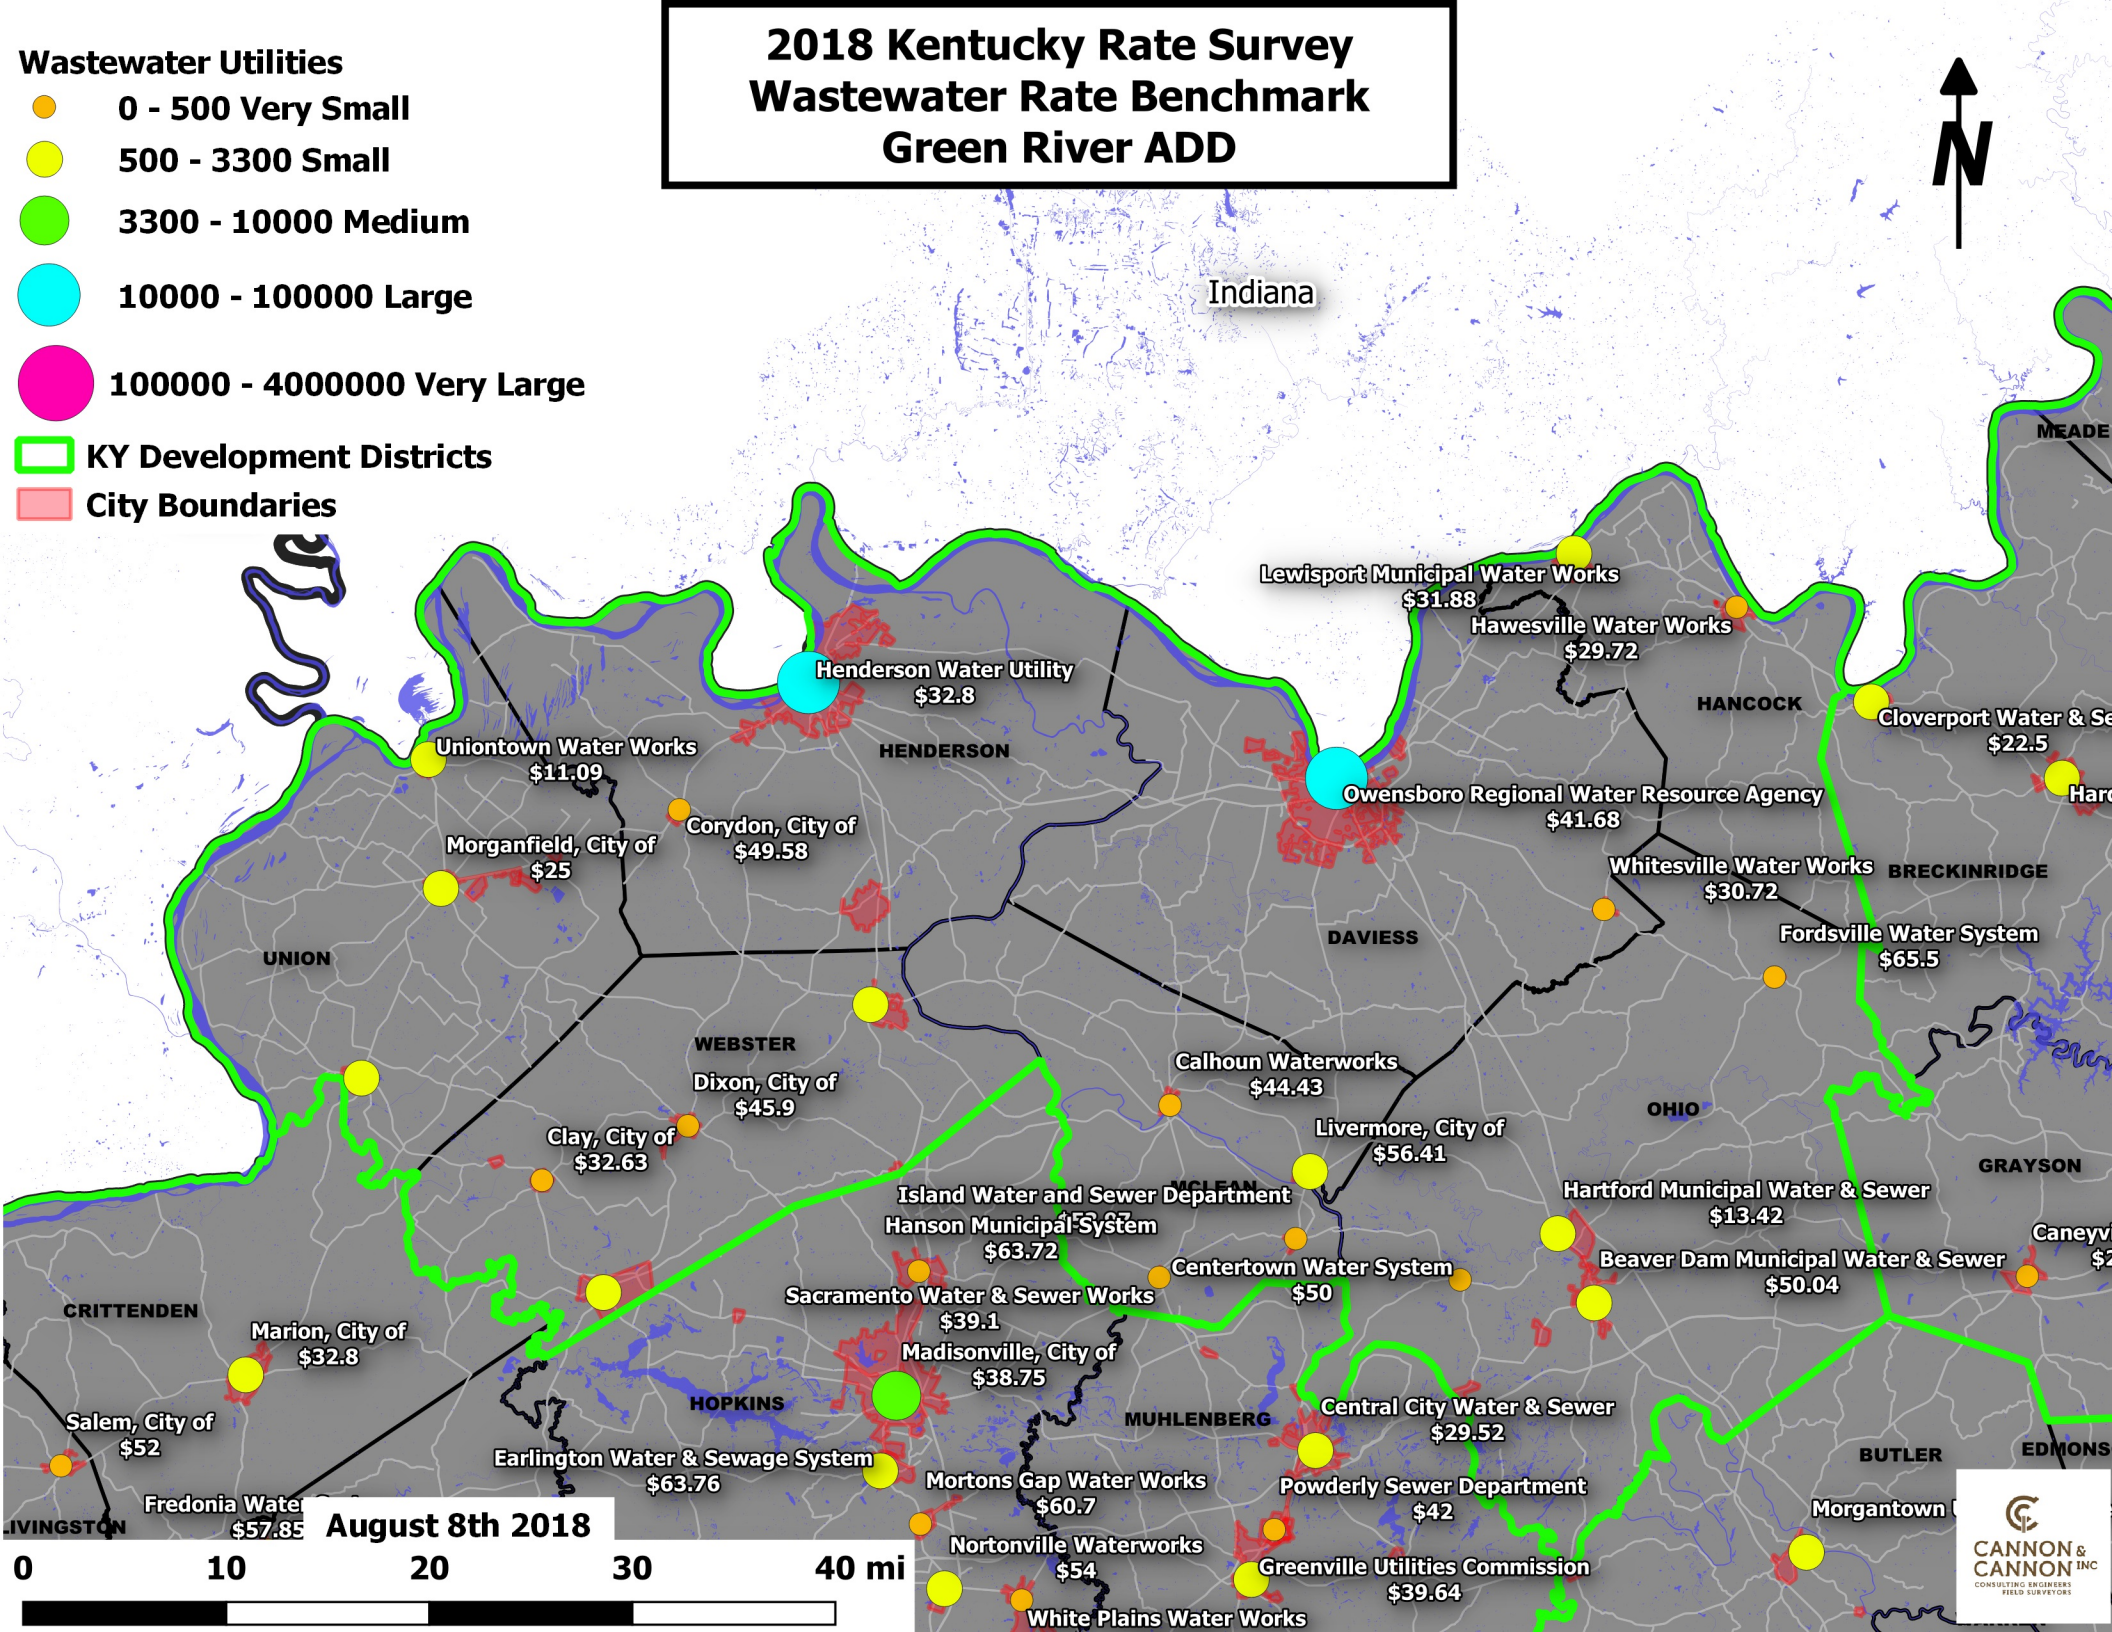 2018 Kentucky Rate Survey
Wastewater Rate Benchmark
Green River ADD
Wastewater Utilities
0 - 500 Very Small
500 - 3300 Small
3300 - 10000 Medium
10000 - 100000 Large
100000 - 4000000 Very Large
KY Development Districts
City Boundaries
N
Indiana
MEADE
Lewisport Municipal Water Works
$31.88
Hawesville Water Works
$29.72
Henderson Water Utility
$32.8
HANCOCK
Cloverport Water & Se
$22.5
Uniontown Water Works
$11.09
HENDERSON
Hard
Owensboro Regional Water Resource Agency
$41.68
Corydon, City of
$49.58
Morganfield, City of
$25
Whitesville Water Works
$30.72
BRECKINRIDGE
Fordsville Water System
$65.5
DAVIESS
UNION
WEBSTER
Calhoun Waterworks
$44.43
Dixon, City of
$45.9
OHIO
Livermore, City of
$56.41
Clay, City of
$32.63
GRAYSON
MCLEAN
Island Water and Sewer Department
Hartford Municipal Water & Sewer
$13.42
Hanson Municipal System
$63.72
Caneyvi
$2
Beaver Dam Municipal Water & Sewer
$50.04
Centertown Water System
$50
Sacramento Water & Sewer Works
$39.1
CRITTENDEN
Marion, City of
$32.8
Madisonville, City of
$38.75
HOPKINS
Central City Water & Sewer
$29.52
MUHLENBERG
Salem, City of
$52
BUTLER
EDMONS
Earlington Water & Sewage System
$63.76
Mortons Gap Water Works
$60.7
Powderly Sewer Department
$42
Fredonia Water
$57.85
LIVINGSTON
Morgantown
August 8th 2018
Nortonville Waterworks
$54
Greenville Utilities Commission
$39.64
White Plains Water Works
0 10 20 30 40 mi
CANNON &
CANNON INC
CONSULTING ENGINEERS
FIELD SURVEYORS